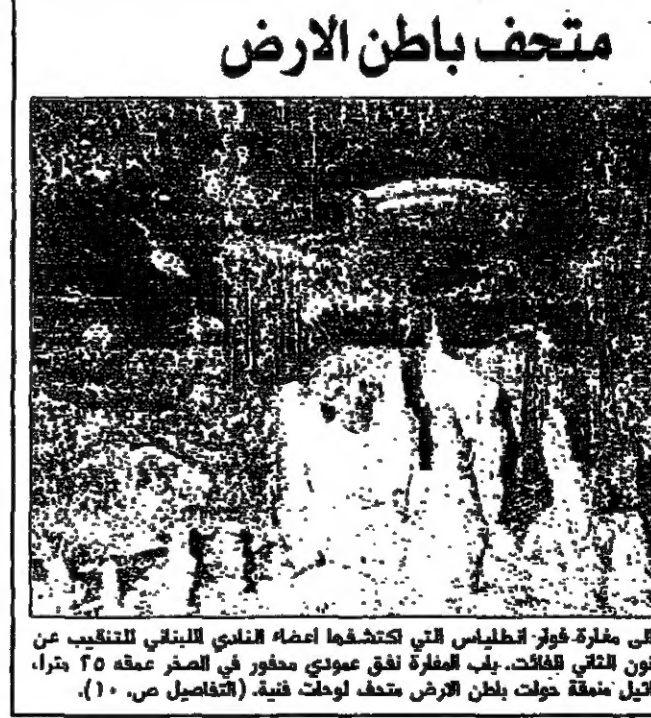 متحف باطن الارض
لى مغارة فوار انطلياس التي اكتشفها اعضاء النادي اللبناني للتنقيب عن
نون الثاني الفائت. باب المغارة نفق عمودي محفور في الصخر عمقه ٢٥ مترا،
اثيل منمقة حولت باطن الارض متحف لوحات فنية. (التفاصيل ص. ١٠).